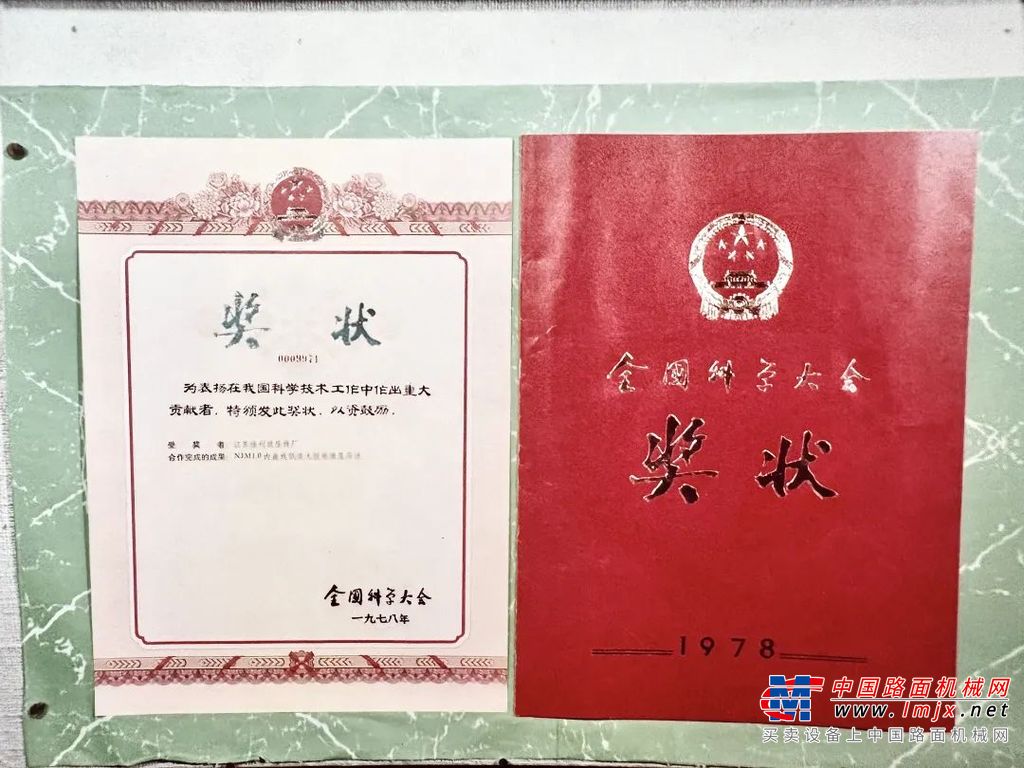 奖状
为表扬在我国科学技术工作中作出重大
贡献者，特颁发此奖状，以资鼓励。
受奖者：
合作完成的成果：NJM1.0
全国科学大会
一九七八年
全国科学大会
奖状
1978
中国路面机械网
www.lmjx.net
买卖设备上中国路面机械网